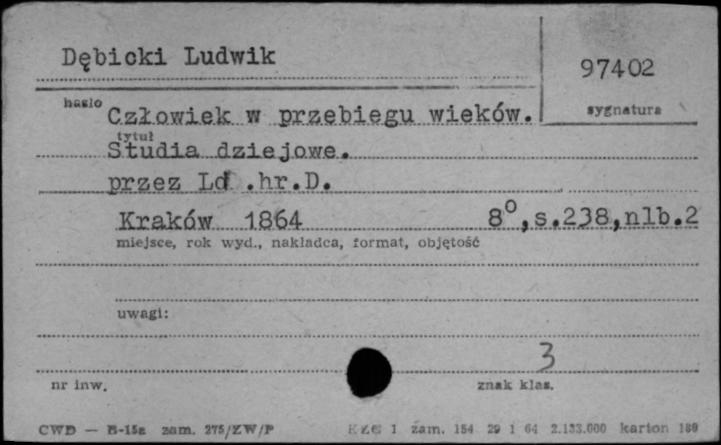 Dębicki Ludwik
97402
hasło
sygnatura
Człowiek w przebiegu wieków.
tytuł
Studia dziejowe.
przez Ld .hr.D.
Kraków 1864 8⁰,s.238,nlb.2
miejsce, rok wyd., nakładca, format, objętość
uwagi:
3
nr inw. znak klas.
CWD — B-15a zam. 275/ZW/P KZG 1 zam. 154 29 1 64 2.133.000 karton 180